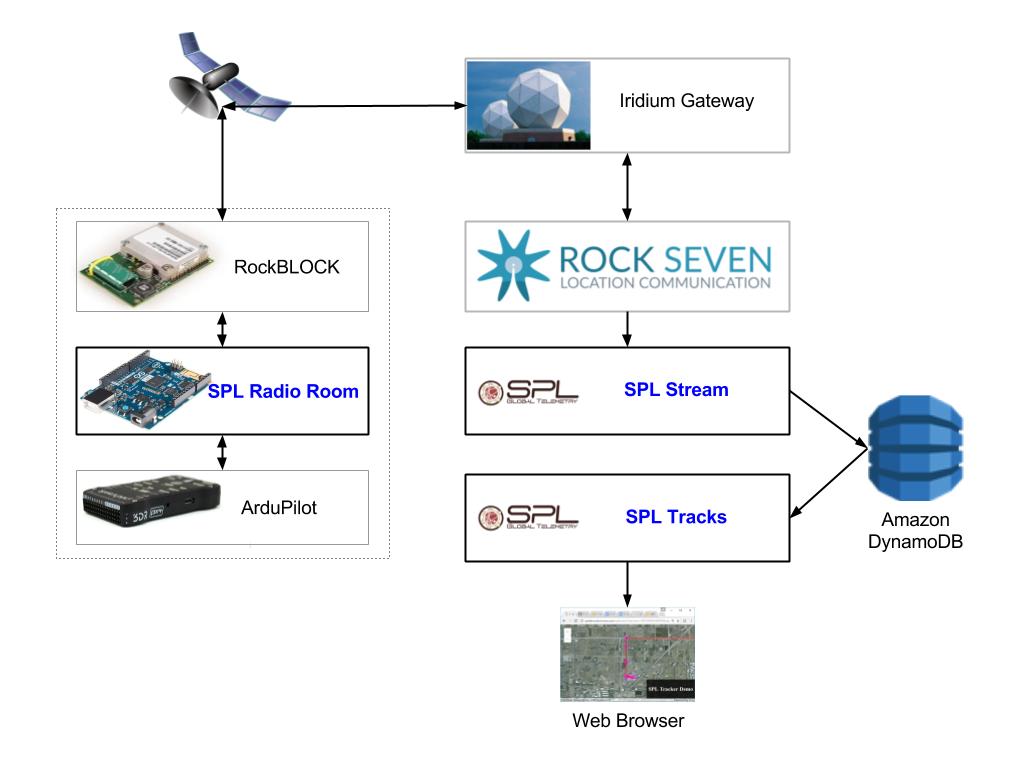 Iridium Gateway
RockBLOCK
ROCK SEVEN
LOCATION COMMUNICATION
SPL Radio Room
SPL
GLOBAL TELEMETRY
SPL Stream
ArduPilot
3DR
SPL
GLOBAL TELEMETRY
SPL Tracks
Amazon
DynamoDB
SPL Tracker Demo
Web Browser